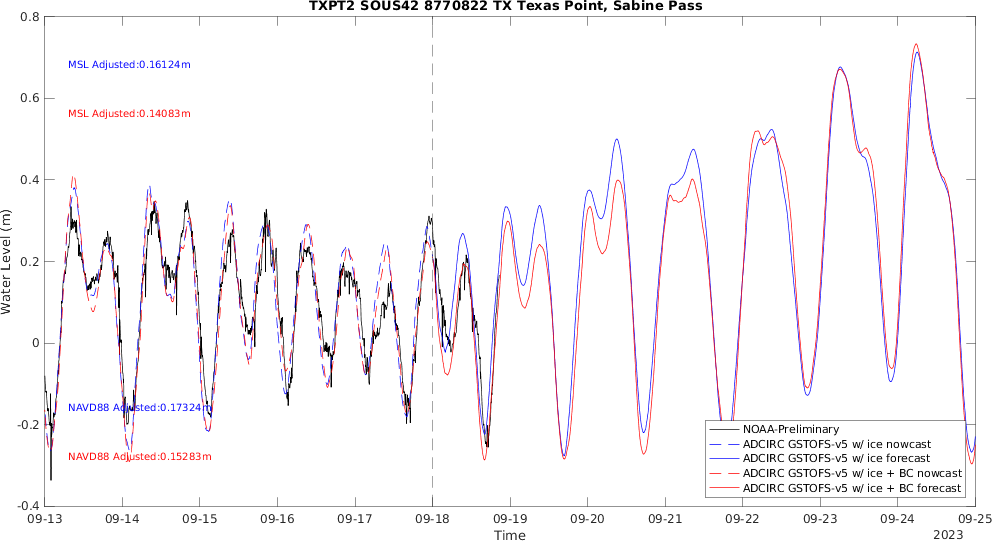 TXPT2 SOUS42 8770822 TX Texas Point, Sabine Pass
0.8
MSL Adjusted:0.16124m
0.6
MSL Adjusted:0.14083m
0.4
Water Level (m)
0.2
0
-0.2
NAVD88 Adjusted:0.17324m
NAVD88 Adjusted:0.15283m
-0.4
NOAA-Preliminary
ADCIRC GSTOFS-v5 w/ ice nowcast
ADCIRC GSTOFS-v5 w/ ice forecast
ADCIRC GSTOFS-v5 w/ ice + BC nowcast
ADCIRC GSTOFS-v5 w/ ice + BC forecast
09-13 09-14 09-15 09-16 09-17 09-18 09-19 09-20 09-21 09-22 09-23 09-24 09-25
Time
2023